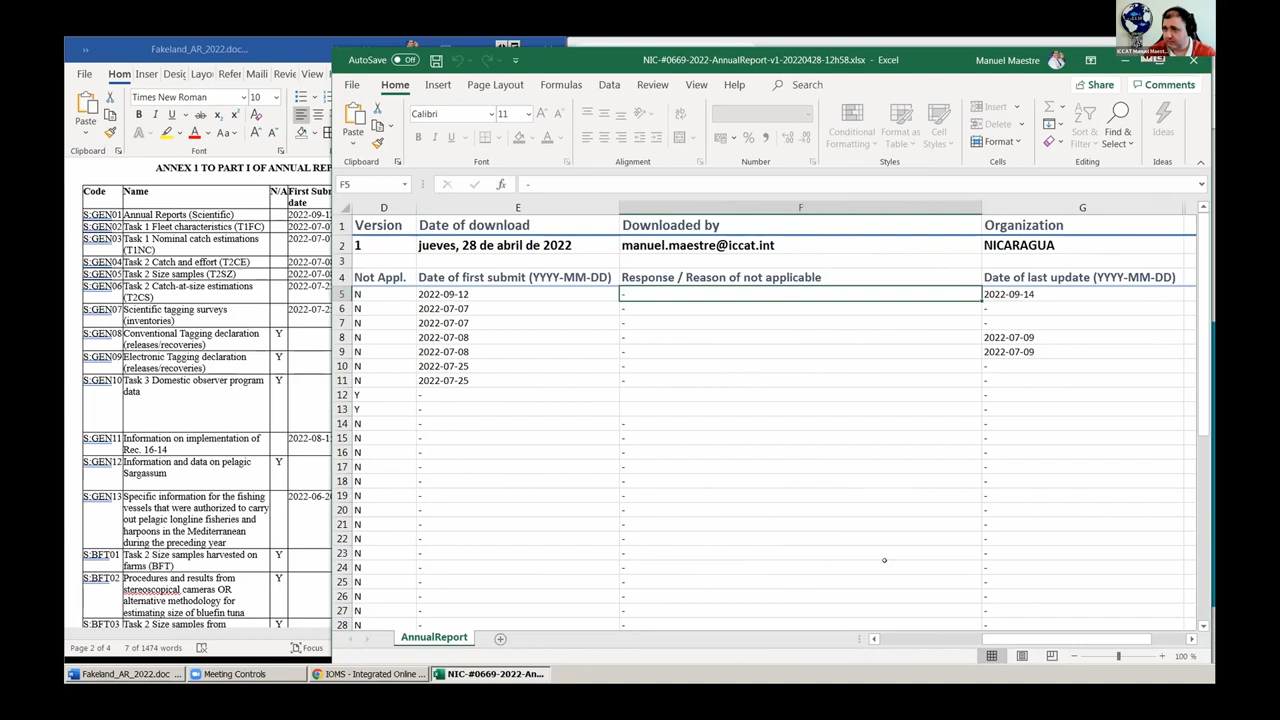 ICCAT Manuel Maest...
Fakeland_AR_2022.doc...
File Hom Inser Desig Layou Refer Maili Revie View
Paste
Clipboard
Times New Roman 10
B I U
Aa
Font
ANNEX 1 TO PART I OF ANNUAL REP
Code Name N/A First Subm
date
S:GEN01 Annual Reports (Scientific) 2022-09-1
S:GEN02 Task 1 Fleet characteristics (T1FC) 2022-07-0
S:GEN03 Task 1 Nominal catch estimations 2022-07-0
(T1NC)
S:GEN04 Task 2 Catch and effort (T2CE) 2022-07-08
S:GEN05 Task 2 Size samples (T2SZ) 2022-07-08
S:GEN06 Task 2 Catch-at-size estimations 2022-07-2
(T2CS)
S:GEN07 Scientific tagging surveys 2022-07-2
(inventories)
S:GEN08 Conventional Tagging declaration Y
(releases/recoveries)
S:GEN09 Electronic Tagging declaration Y
(releases/recoveries)
S:GEN10 Task 3 Domestic observer program Y
data
S:GEN11 Information on implementation of 2022-08-1
Rec. 16-14
S:GEN12 Information and data on pelagic Y
Sargassum
S:GEN13 Specific information for the fishing 2022-06-20
vessels that were authorized to carry
out pelagic longline fisheries and
harpoons in the Mediterranean
during the preceding year
S:BFT01 Task 2 Size samples harvested on Y
farms (BFT)
S:BFT02 Procedures and results from Y
stereoscopical cameras OR
alternative methodology for
estimating size of bluefin tuna
S:BFT03 Task 2 Size samples from Y
Page 2 of 4 7 of 1474 words Focus
AutoSave Off NIC-#0669-2022-AnnualReport-v1-20220428-12h58.xlsx - Excel Manuel Maestre
File Home Insert Page Layout Formulas Data Review View Help Search Share Comments
Paste
Clipboard
Calibri 11
B I U
Font
Alignment
Number
Conditional Formatting Format as Table Cell Styles
Styles
Insert
Delete
Format
Cells
Sort & Filter Find & Select
Editing
Ideas
Ideas
F5 fx -
D E F G
1 Version Date of download Downloaded by Organization
2 1 jueves, 28 de abril de 2022 manuel.maestre@iccat.int NICARAGUA
3
4 Not Appl. Date of first submit (YYYY-MM-DD) Response / Reason of not applicable Date of last update (YYYY-MM-DD)
5 N 2022-09-12 - 2022-09-14
6 N 2022-07-07 - -
7 N 2022-07-07 - -
8 N 2022-07-08 - 2022-07-09
9 N 2022-07-08 - 2022-07-09
10 N 2022-07-25 - -
11 N 2022-07-25 - -
12 Y - -
13 Y - -
14 N - - -
15 N - - -
16 N - - -
17 N - - -
18 N - - -
19 N - - -
20 N - - -
21 N - - -
22 N - - -
23 N - - -
24 N - - -
25 N - - -
26 N - - -
27 N - - -
28 N - - -
AnnualReport
100 %
Fakeland_AR_2022.doc ... Meeting Controls IOMS - Integrated Online ... NIC-#0669-2022-An...